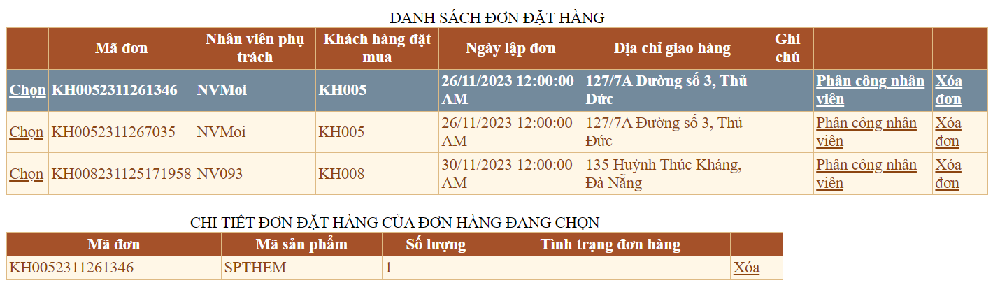 DANH SÁCH ĐƠN ĐẶT HÀNG
Mã đơn Nhân viên phụ trách Khách hàng đặt mua Ngày lập đơn Địa chỉ giao hàng Ghi chú
Chọn KH0052311261346 NVMoi KH005 26/11/2023 12:00:00 AM 127/7A Đường số 3, Thủ Đức Phân công nhân viên Xóa đơn
Chọn KH0052311267035 NVMoi KH005 26/11/2023 12:00:00 AM 127/7A Đường số 3, Thủ Đức Phân công nhân viên Xóa đơn
Chọn KH008231125171958 NV093 KH008 30/11/2023 12:00:00 AM 135 Huỳnh Thúc Kháng, Đà Nẵng Phân công nhân viên Xóa đơn
CHI TIẾT ĐƠN ĐẶT HÀNG CỦA ĐƠN HÀNG ĐANG CHỌN
Mã đơn Mã sản phẩm Số lượng Tình trạng đơn hàng
KH0052311261346 SPTHEM 1 Xóa